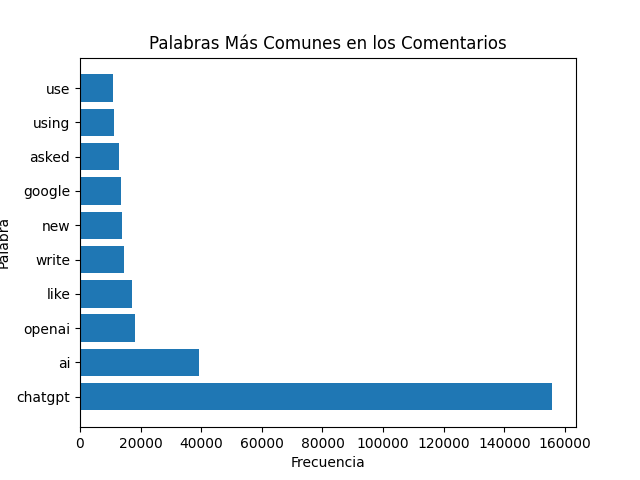 Palabras Más Comunes en los Comentarios
use
using
asked
google
new
write
like
openai
ai
chatgpt
Palabra
0 20000 40000 60000 80000 100000 120000 140000 160000
Frecuencia